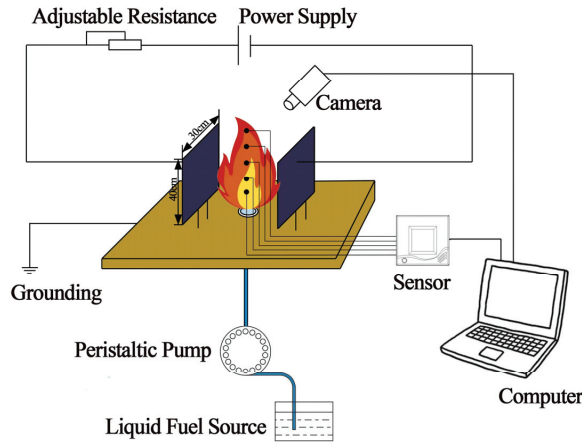 Adjustable Resistance
Power Supply
Camera
30cm
40cm
Grounding
Sensor
Peristaltic Pump
Computer
Liquid Fuel Source